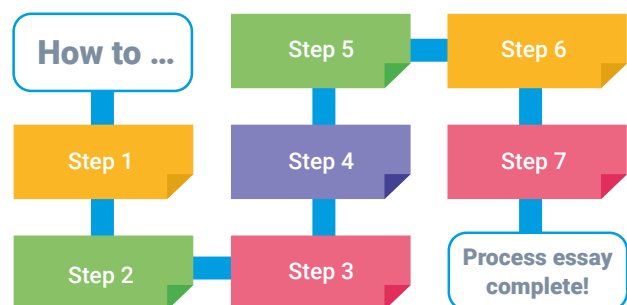 How to ...
Step 1
Step 2
Step 3
Step 4
Step 5
Step 6
Step 7
Process essay
complete!